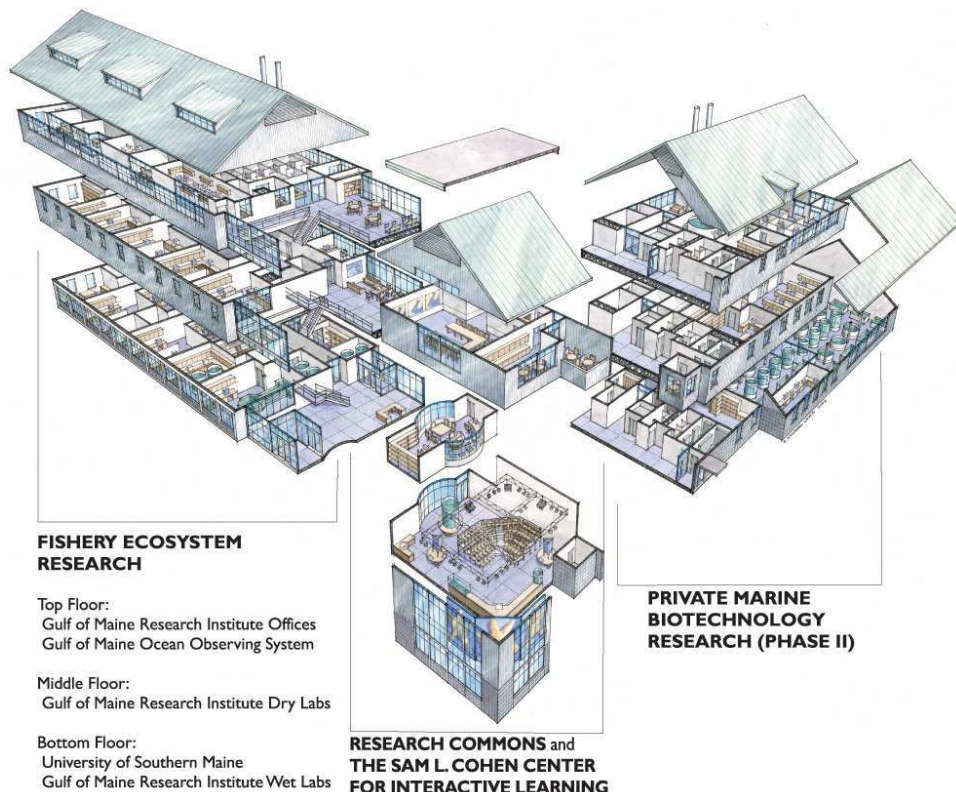 FISHERY ECOSYSTEM
RESEARCH
Top Floor:
Gulf of Maine Research Institute Offices
Gulf of Maine Ocean Observing System
Middle Floor:
Gulf of Maine Research Institute Dry Labs
Bottom Floor:
University of Southern Maine
Gulf of Maine Research Institute Wet Labs
RESEARCH COMMONS and
THE SAM L. COHEN CENTER
FOR INTERACTIVE LEARNING
PRIVATE MARINE
BIOTECHNOLOGY
RESEARCH (PHASE II)